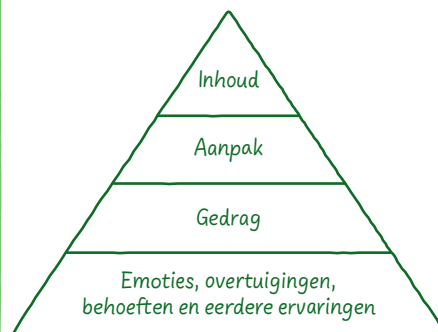 Inhoud
Aanpak
Gedrag
Emoties, overtuigingen,
behoeften en eerdere ervaringen